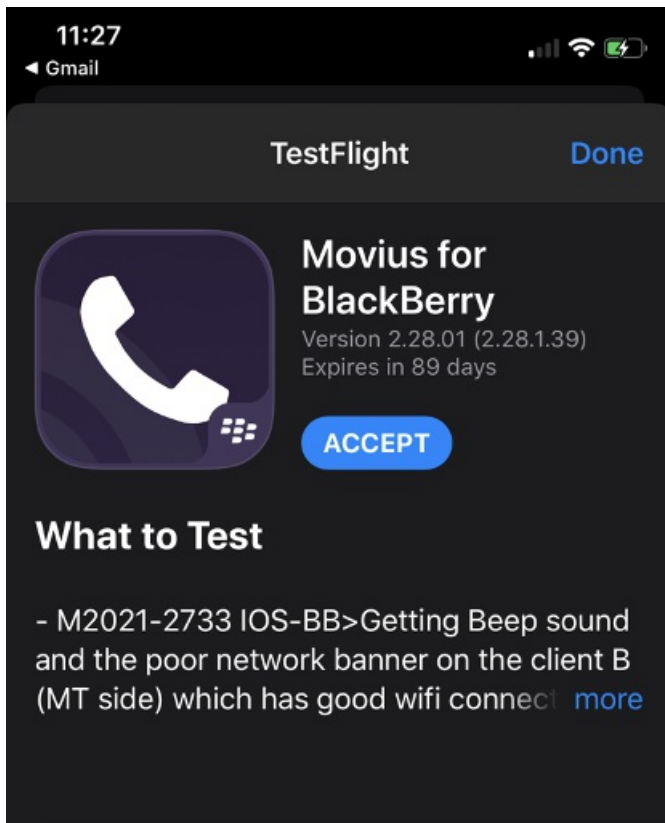 11:27
◀ Gmail
TestFlight
Done
Movius for
BlackBerry
Version 2.28.01 (2.28.1.39)
Expires in 89 days
ACCEPT
What to Test
- M2021-2733 IOS-BB>Getting Beep sound
and the poor network banner on the client B
(MT side) which has good wifi connect more